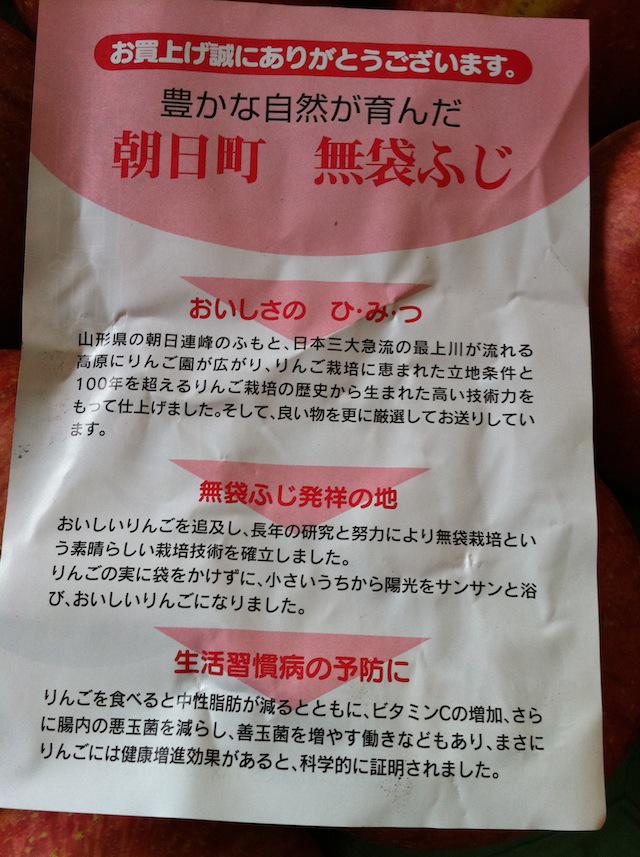 お買上げ誠にありがとうございます。
豊かな自然が育んだ
朝日町 無袋ふじ
おいしさの ひ・み・つ
山形県の朝日連峰のふもと、日本三大急流の最上川が流れる
高原にりんご園が広がり、りんご栽培に恵まれた立地条件と
100年を超えるりんご栽培の歴史から生まれた高い技術力を
もって仕上げました。そして、良い物を更に厳選してお送りしてい
ます。
無袋ふじ発祥の地
おいしいりんごを追及し、長年の研究と努力により無袋栽培とい
う素晴らしい栽培技術を確立しました。
りんごの実に袋をかけずに、小さいうちから陽光をサンサンと浴
び、おいしいりんごになりました。
生活習慣病の予防に
りんごを食べると中性脂肪が減るとともに、ビタミンCの増加、さら
に腸内の悪玉菌を減らし、善玉菌を増やす働きなどもあり、まさに
りんごには健康増進効果があると、科学的に証明されました。